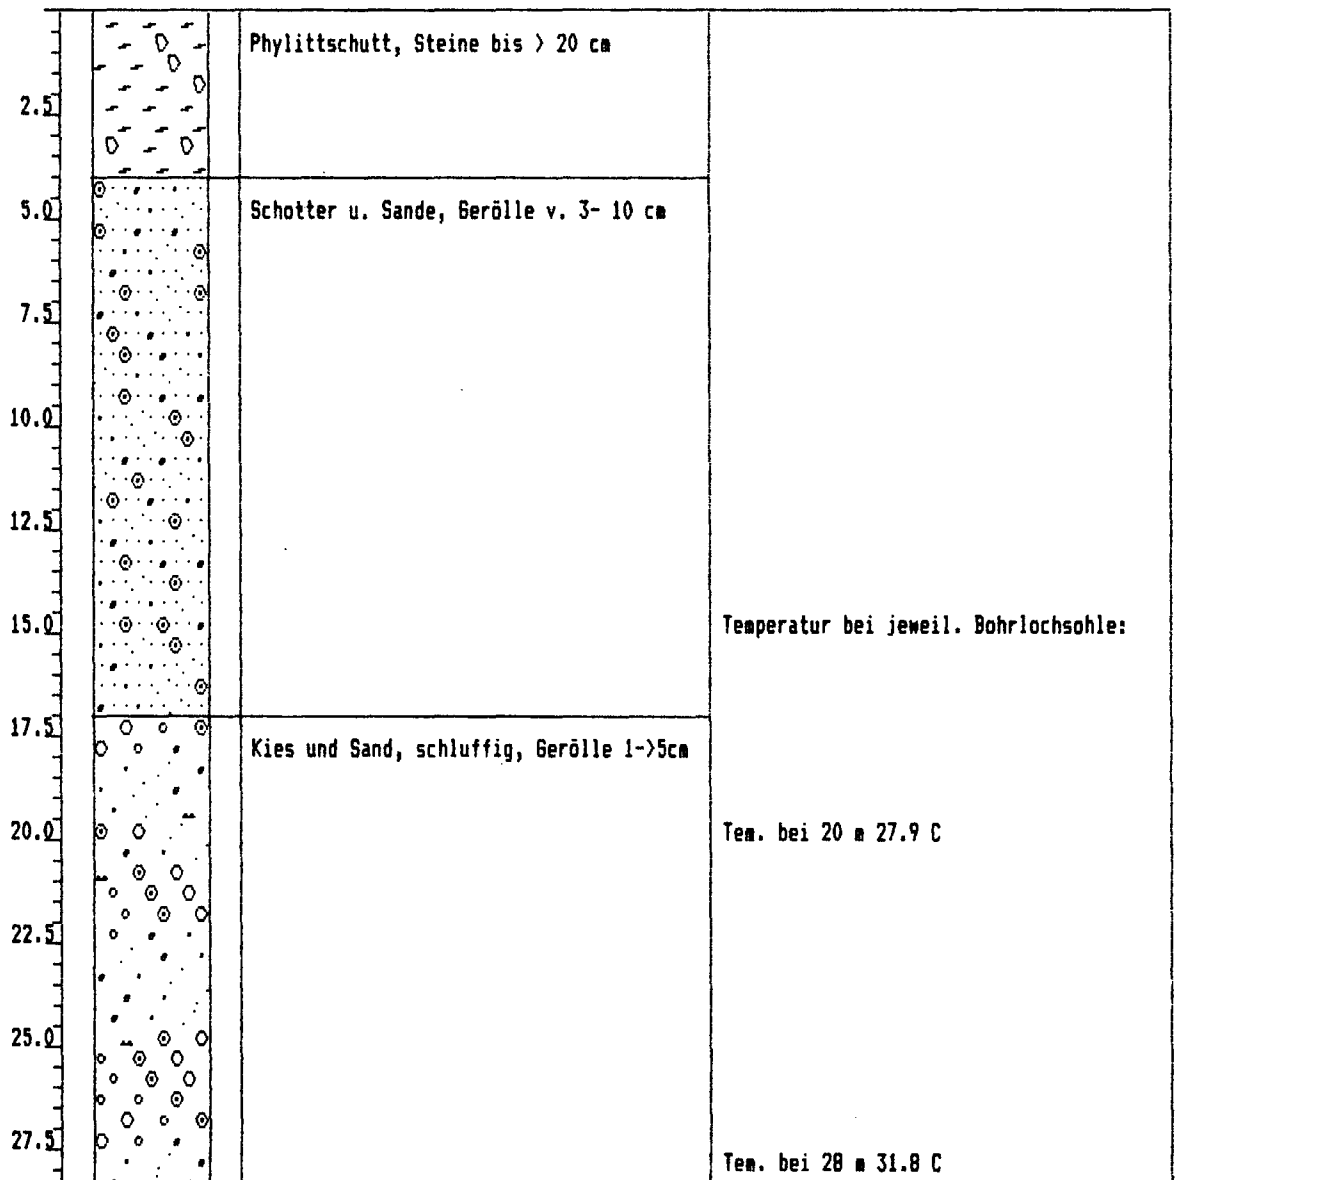 Phylittschutt, Steine bis > 20 cm
2.5
5.0
Schotter u. Sande, Gerölle v. 3- 10 cm
7.5
10.0
12.5
15.0
Temperatur bei jeweil. Bohrlochsohle:
17.5
Kies und Sand, schluffig, Gerölle 1->5cm
20.0
Tem. bei 20 m 27.9 C
22.5
25.0
27.5
Tem. bei 28 m 31.8 C